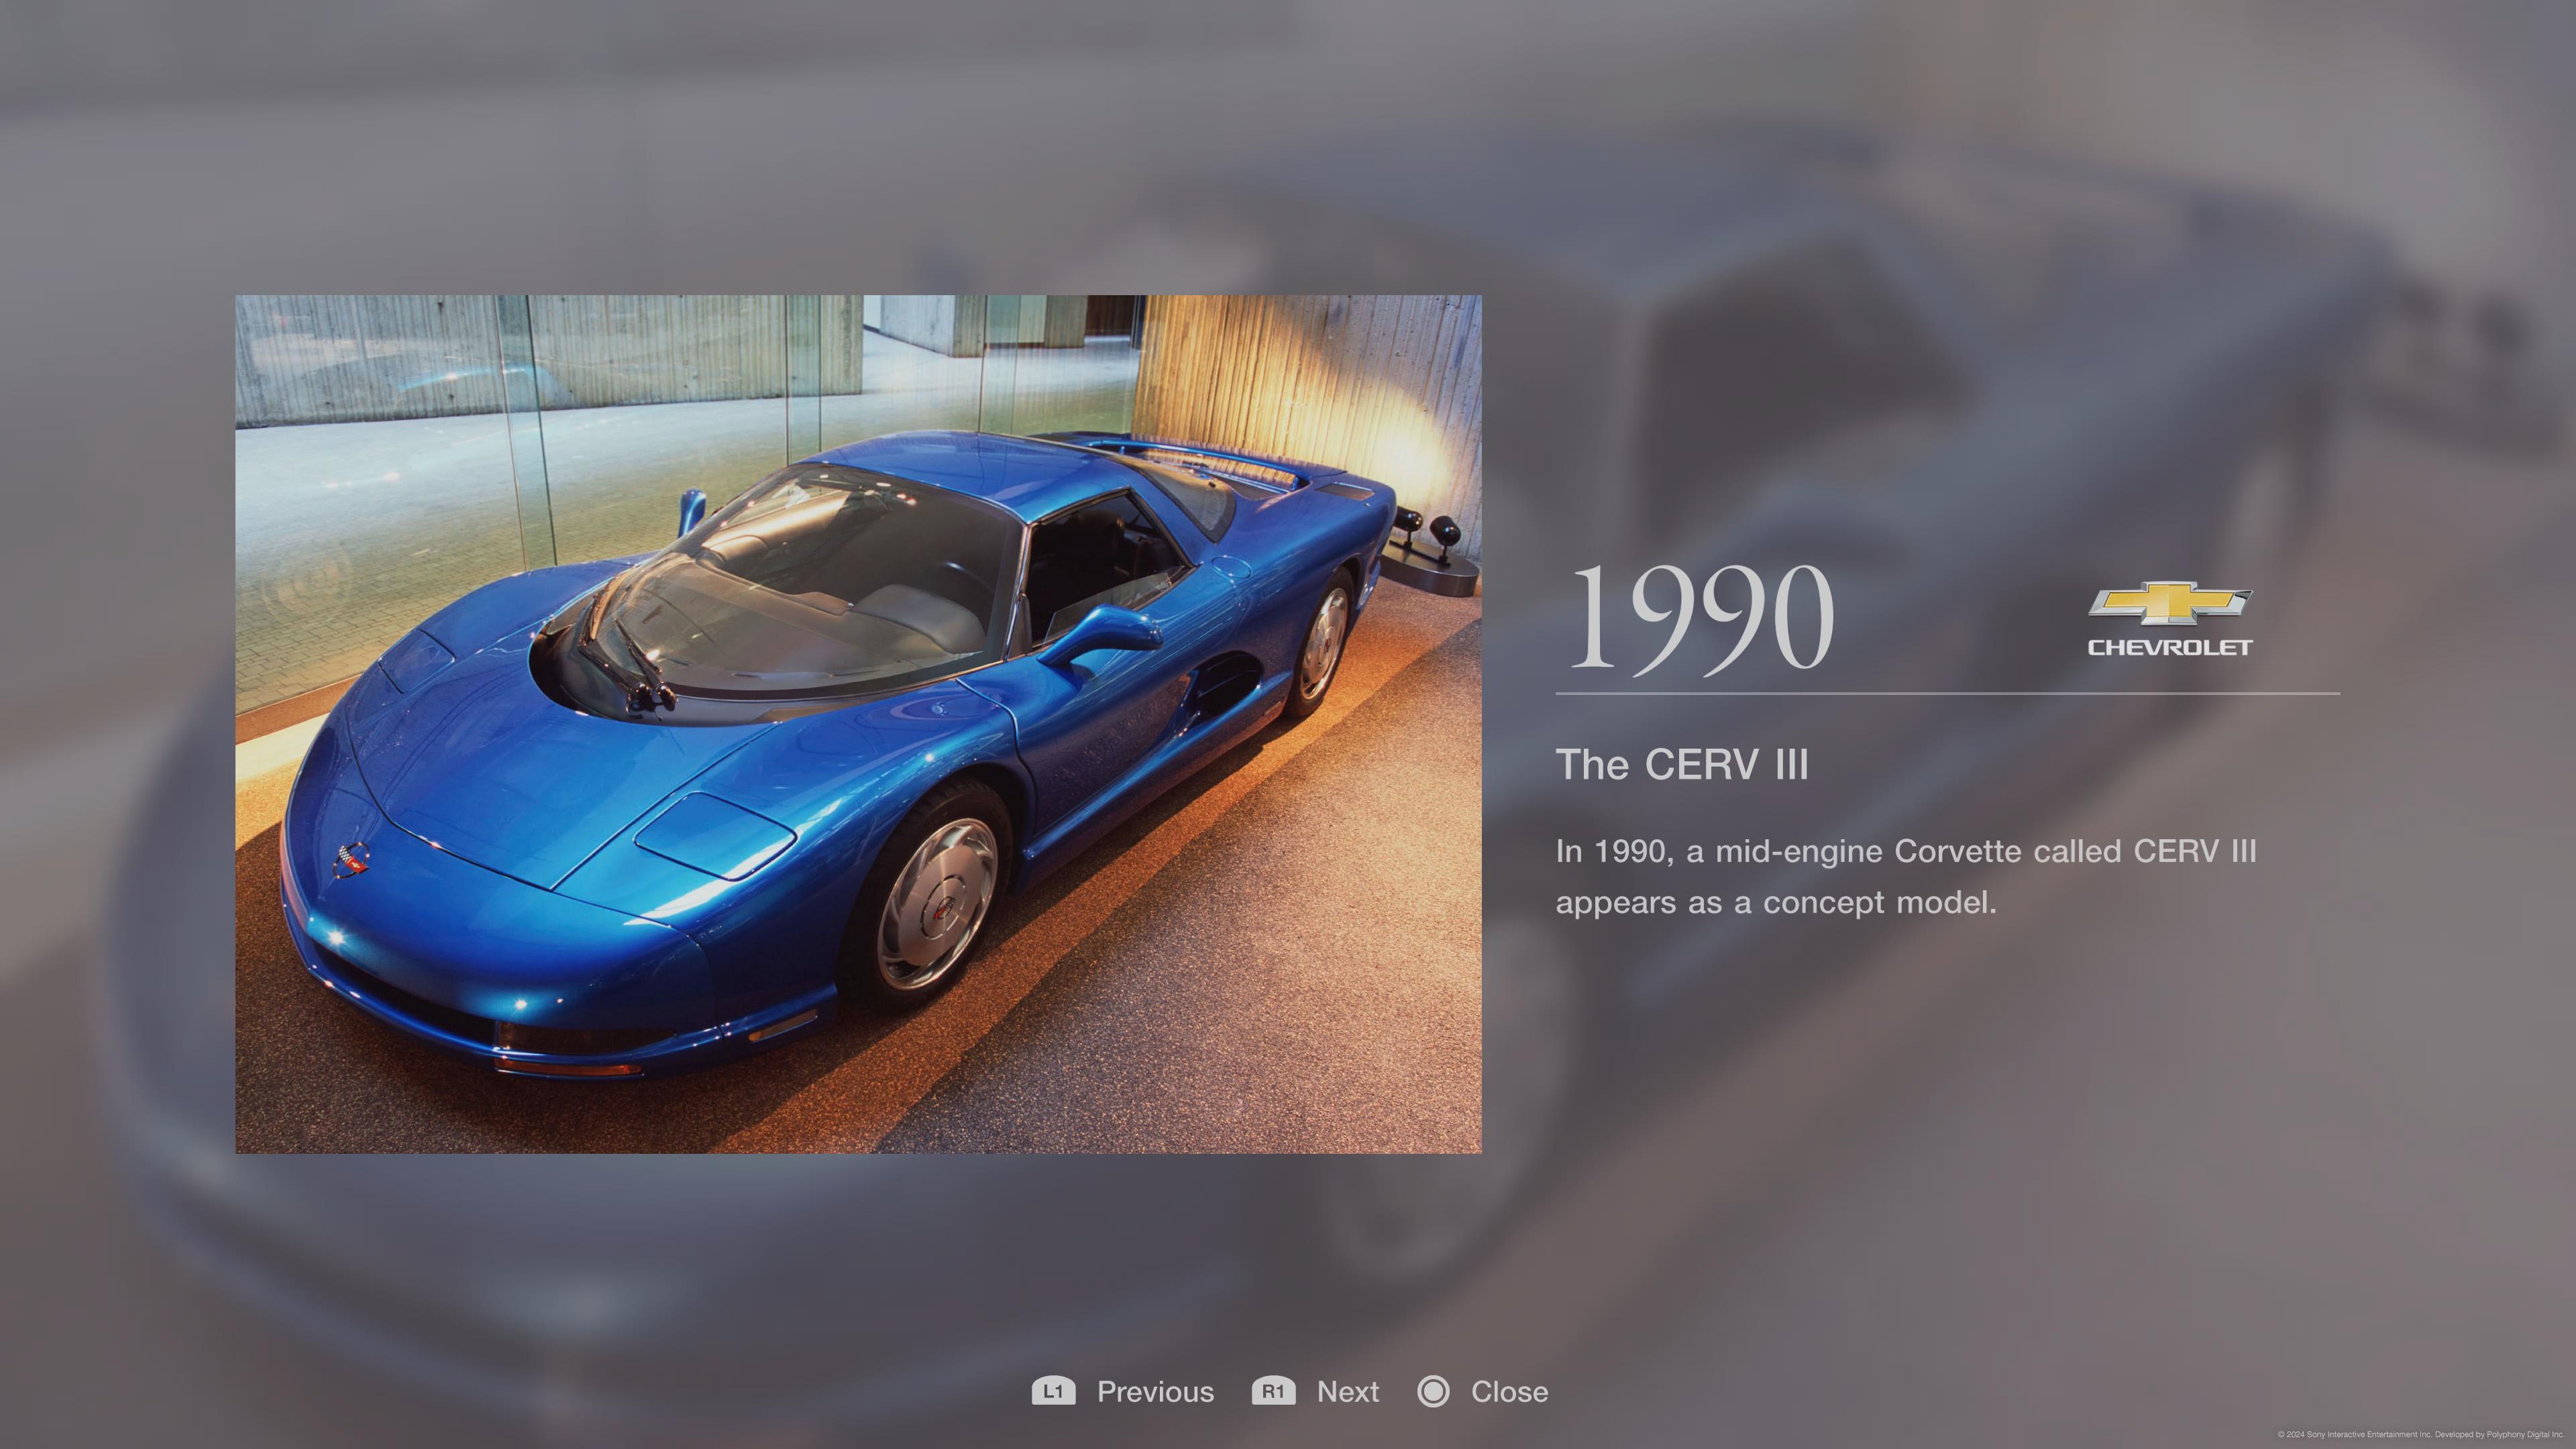 1990
CHEVROLET
The CERV III
In 1990, a mid-engine Corvette called CERV III
appears as a concept model.
L1 Previous R1 Next Close
© 2024 Sony Interactive Entertainment Inc. Developed by Polyphony Digital Inc.